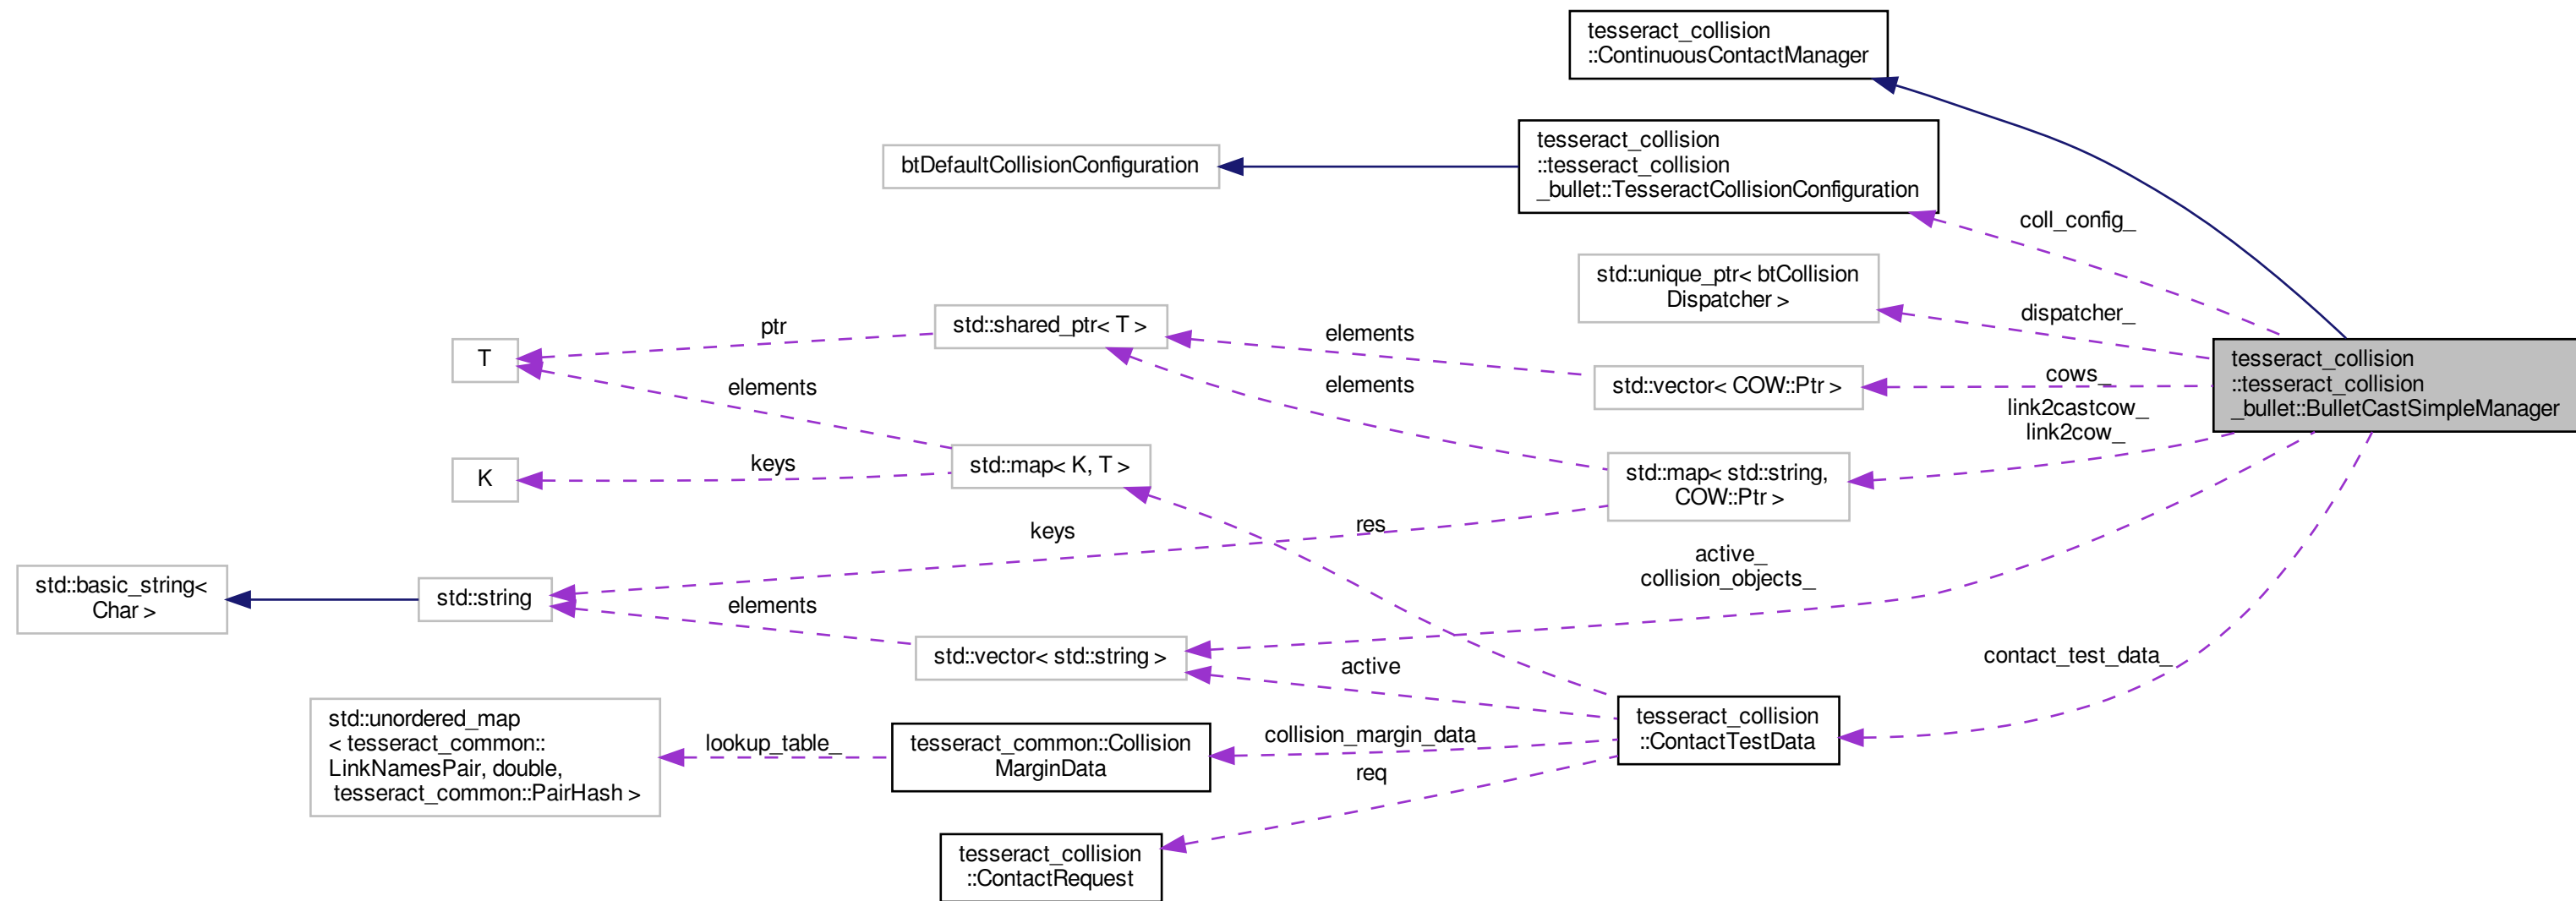 tesseract_collision
::ContinuousContactManager
tesseract_collision
::tesseract_collision
_bullet::TesseractCollisionConfiguration
btDefaultCollisionConfiguration
coll_config_
std::unique_ptr< btCollision
Dispatcher >
dispatcher_
std::shared_ptr< T >
ptr
elements
T
tesseract_collision
::tesseract_collision
_bullet::BulletCastSimpleManager
std::vector< COW::Ptr >
cows_
elements
elements
link2castcow_
link2cow_
std::map< K, T >
keys
K
std::map< std::string,
COW::Ptr >
res
keys
active_
collision_objects_
std::basic_string<
Char >
std::string
elements
std::vector< std::string >
active
contact_test_data_
std::unordered_map
< tesseract_common::
LinkNamesPair, double,
tesseract_common::PairHash >
lookup_table_
tesseract_common::Collision
MarginData
collision_margin_data
tesseract_collision
::ContactTestData
req
tesseract_collision
::ContactRequest